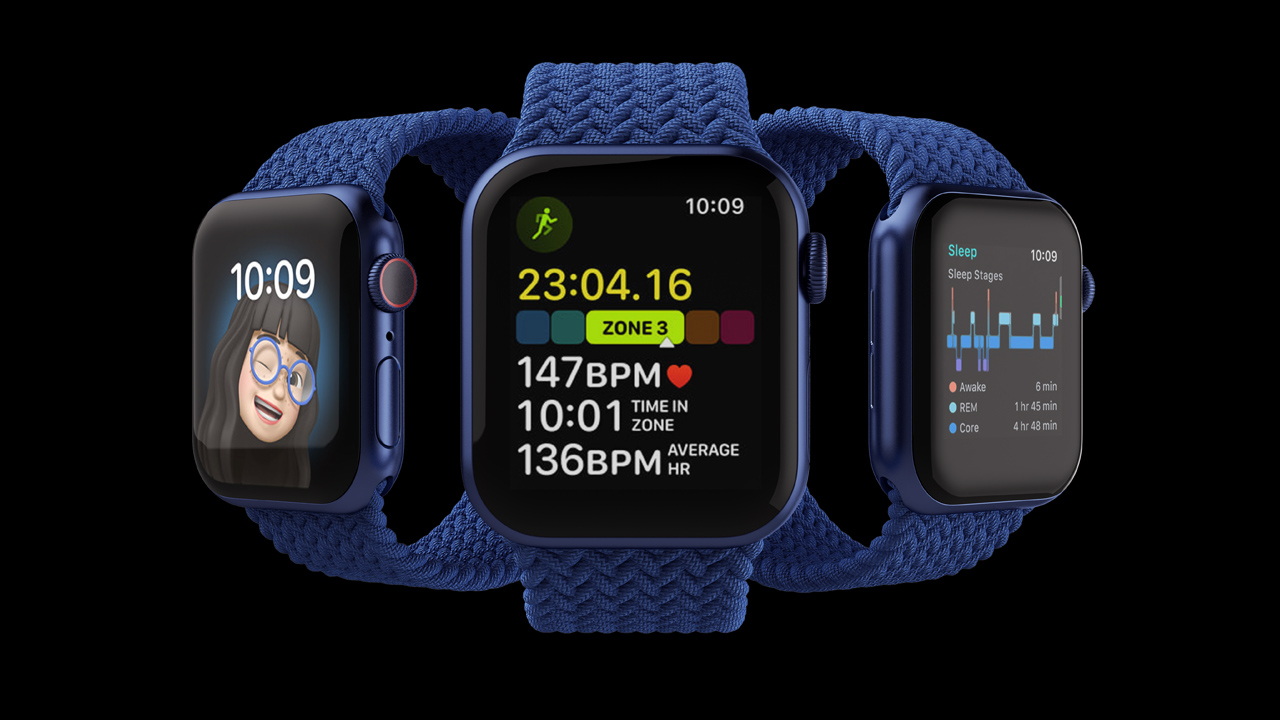 10:09
10:09
23:04.16
ZONE 3
147BPM
10:01 TIME IN
ZONE
136BPM AVERAGE
HR
Sleep 10:09
Sleep Stages
Awake 6 min
REM 1 hr 45 min
Core 4 hr 48 min